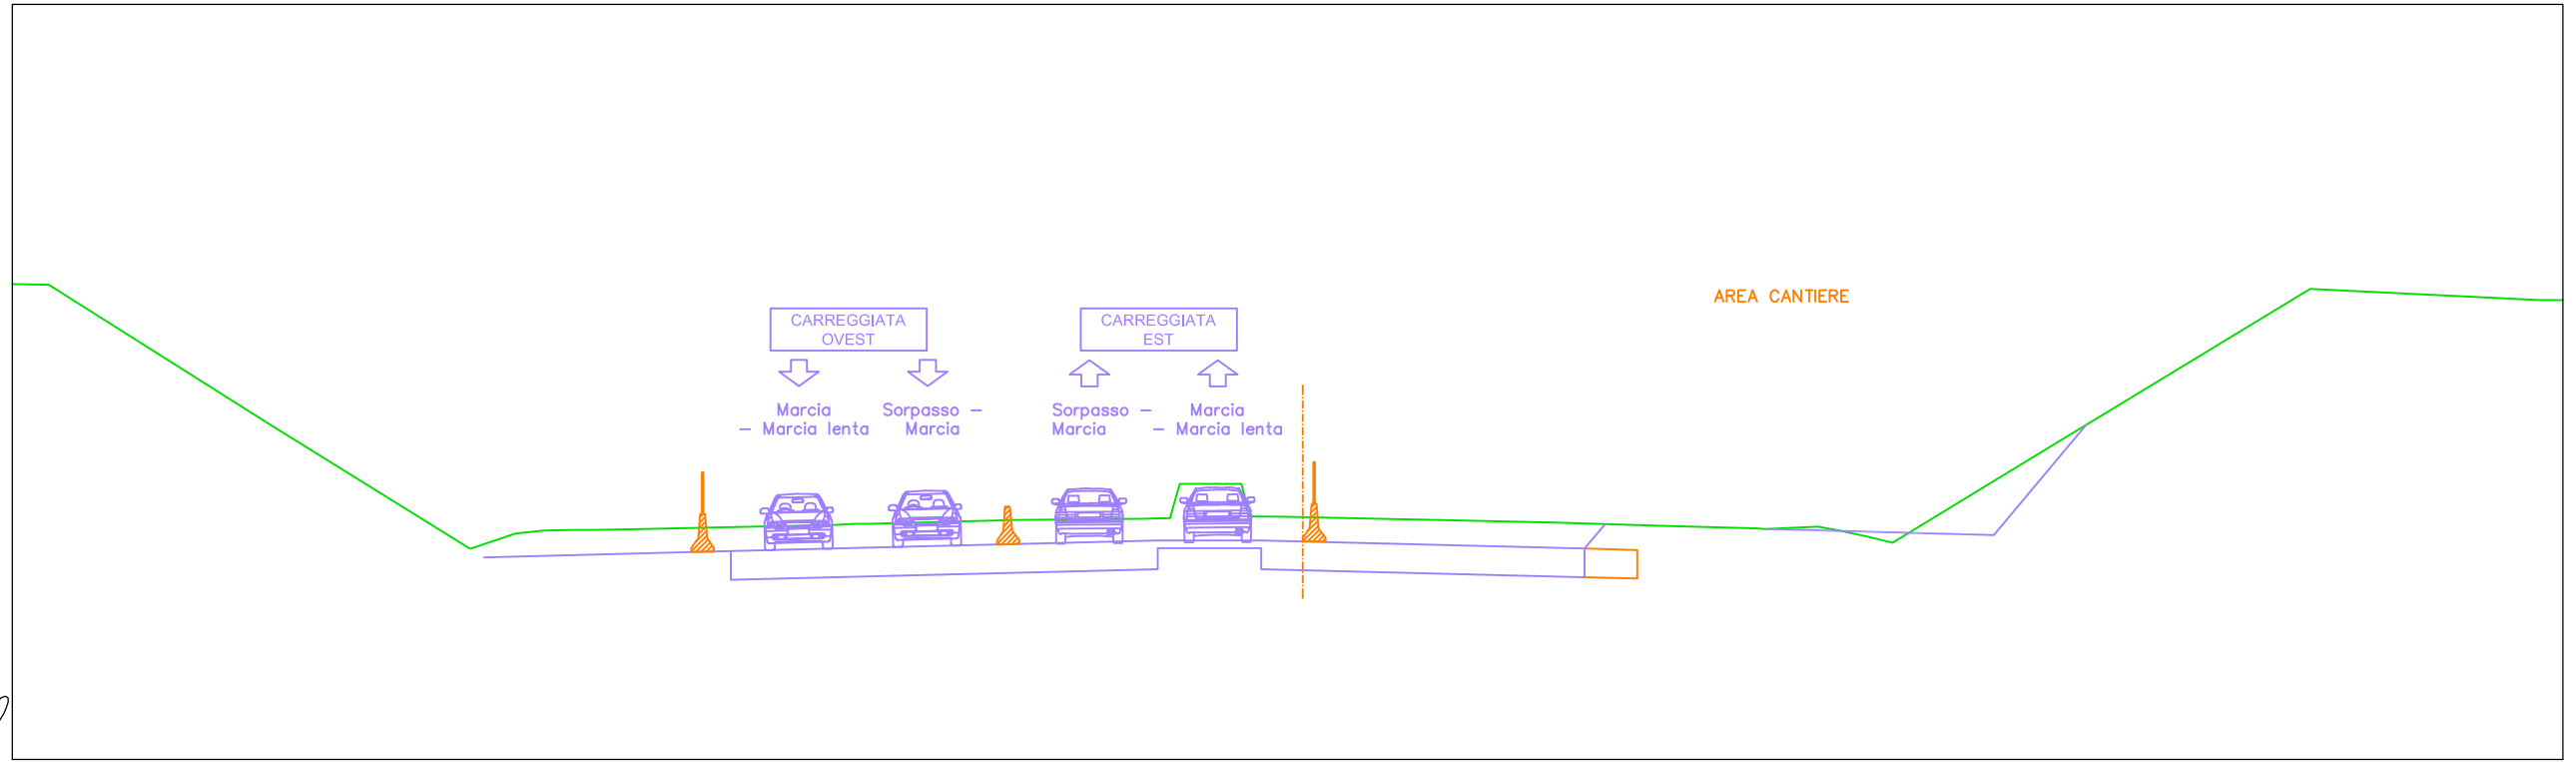 AREA CANTIERE
CARREGGIATA
OVEST
CARREGGIATA
EST
Marcia
– Marcia lenta
Sorpasso –
Marcia
Sorpasso –
Marcia
Marcia
– Marcia lenta